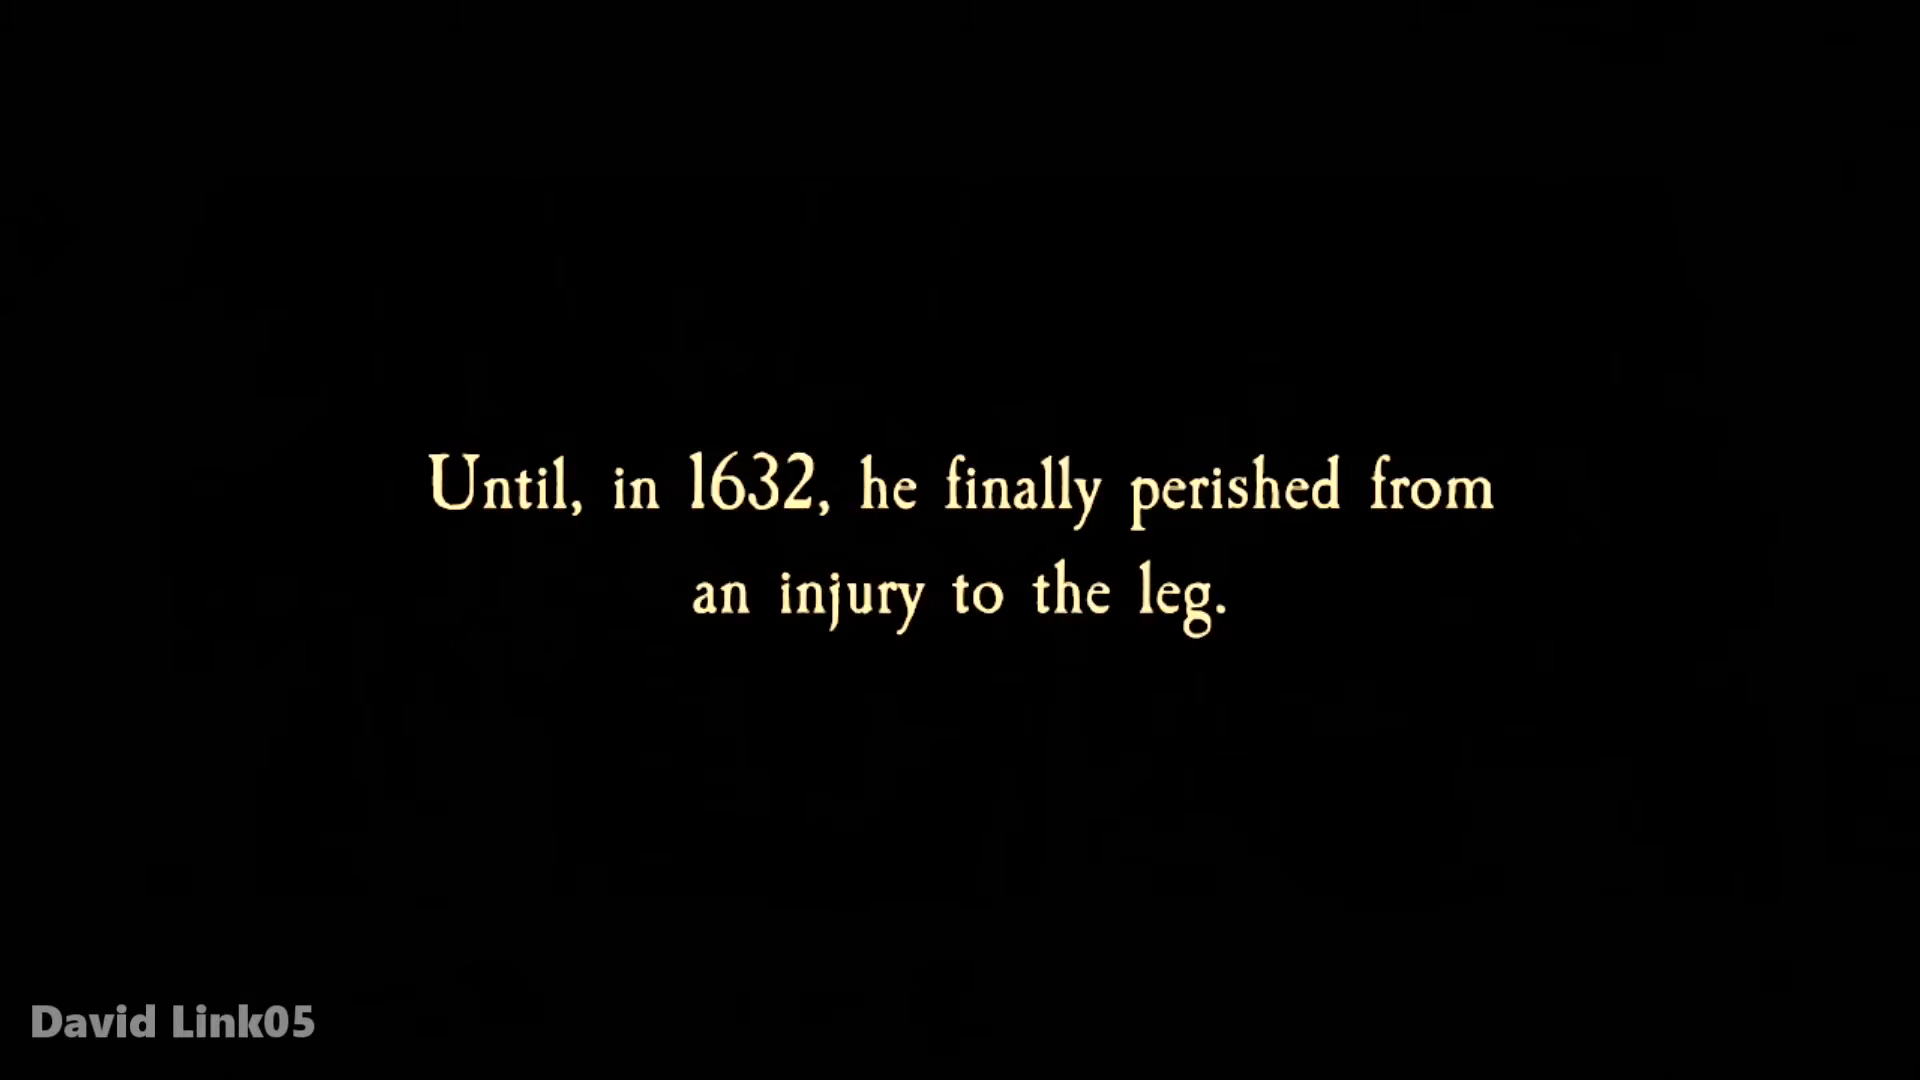 Until, in 1632, he finally perished from
an injury to the leg.
David Link05